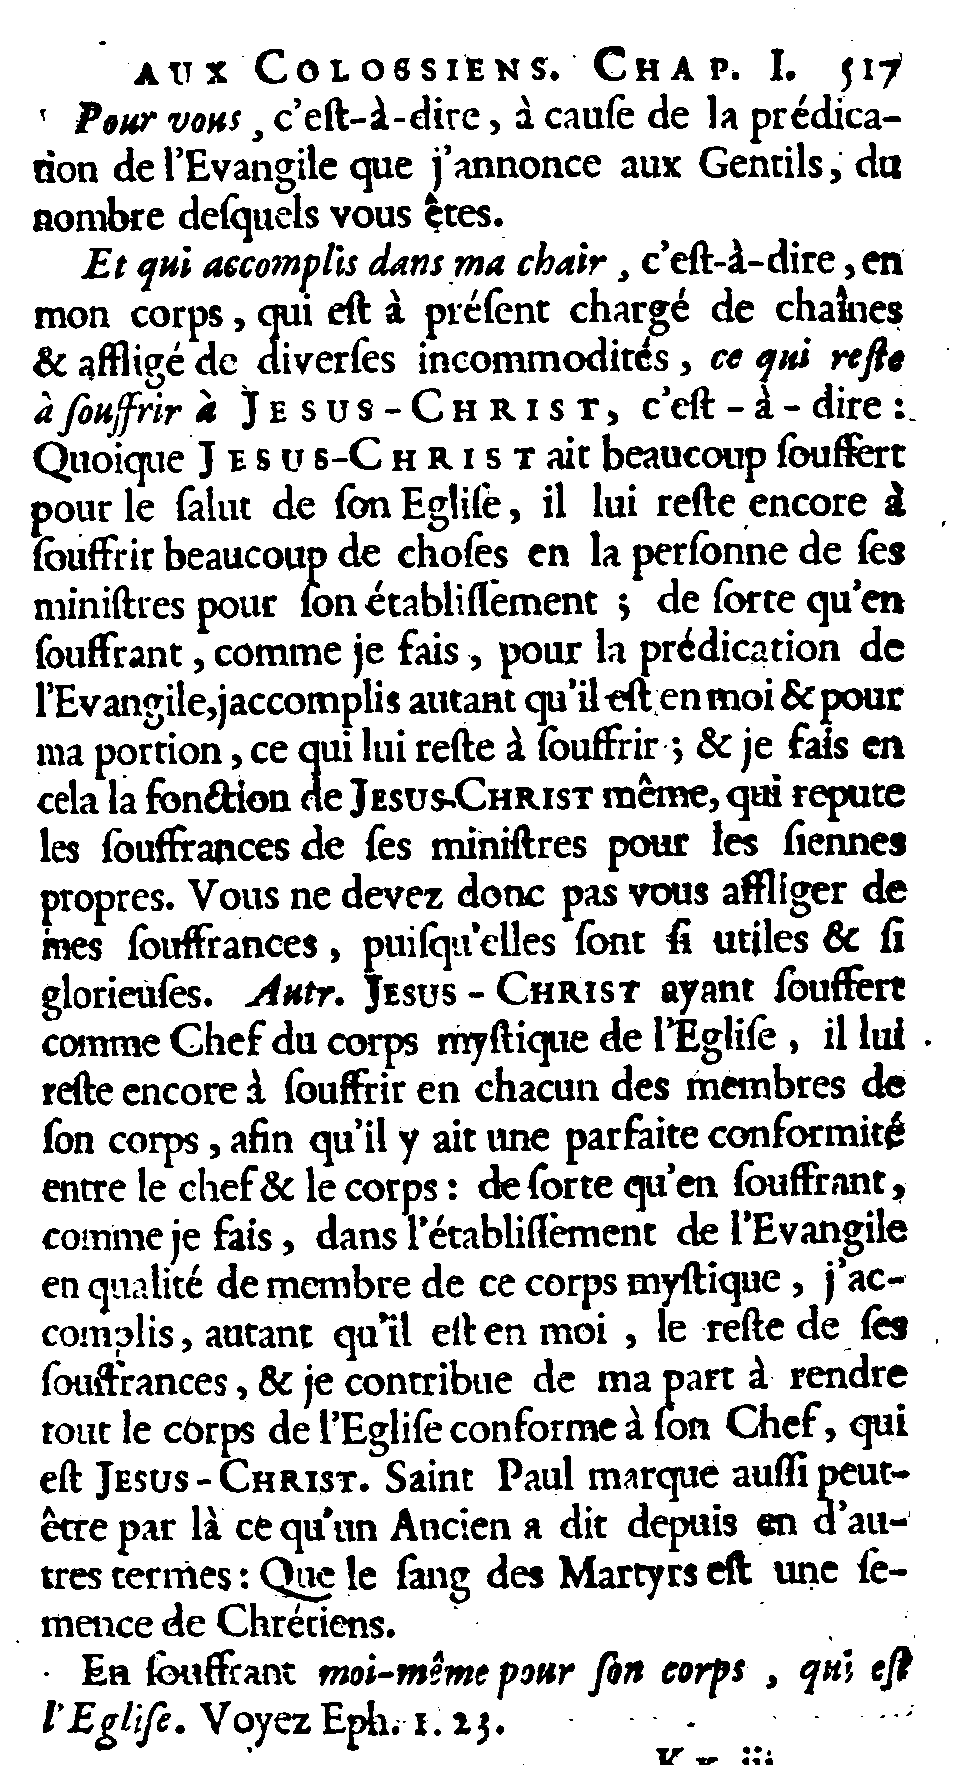 AUX COLOSSIENS. CHAP. I. 517
Pour vous, c'eſt-à-dire, à cauſe de la prédica-
tion de l'Evangile que j'annonce aux Gentils, du
nombre deſquels vous êtes.
Et qui accomplis dans ma chair, c'eſt-à-dire, en
mon corps, qui eſt à préſent chargé de chaînes
& affligé de diverſes incommodités, ce qui reſte
à ſouffrir à JESUS-CHRIST, c'eſt-à-dire :
Quoique JESUS-CHRIST ait beaucoup ſouffert
pour le ſalut de ſon Egliſe, il lui reſte encore à
ſouffrir beaucoup de choſes en la perſonne de ſes
miniſtres pour ſon établiſſement ; de ſorte qu'en
ſouffrant, comme je fais, pour la prédication de
l'Evangile, jaccomplis autant qu'il eſt en moi & pour
ma portion, ce qui lui reſte à ſouffrir ; & je fais en
cela la fonction de JESUS-CHRIST même, qui repute
les ſouffrances de ſes miniſtres pour les ſiennes
propres. Vous ne devez donc pas vous affliger de
mes ſouffrances, puiſqu'elles ſont ſi utiles & ſi
glorieuſes. Autr. JESUS-CHRIST ayant ſouffert
comme Chef du corps myſtique de l'Egliſe, il lui
reſte encore à ſouffrir en chacun des membres de
ſon corps, afin qu'il y ait une parfaite conformité
entre le chef & le corps : de ſorte qu'en ſouffrant,
comme je fais, dans l'établiſſement de l'Evangile
en qualité de membre de ce corps myſtique, j'ac-
complis, autant qu'il eſt en moi, le reſte de ſes
ſouffrances, & je contribue de ma part à rendre
tout le corps de l'Egliſe conforme à ſon Chef, qui
eſt JESUS-CHRIST. Saint Paul marque auſſi peut-
être par là ce qu'un Ancien a dit depuis en d'au-
tres termes : Que le ſang des Martyrs eſt une ſe-
mence de Chrétiens.
En ſouffrant moi-même pour ſon corps, qui eſt
l'Egliſe. Voyez Eph. 1. 23.
Kx iij